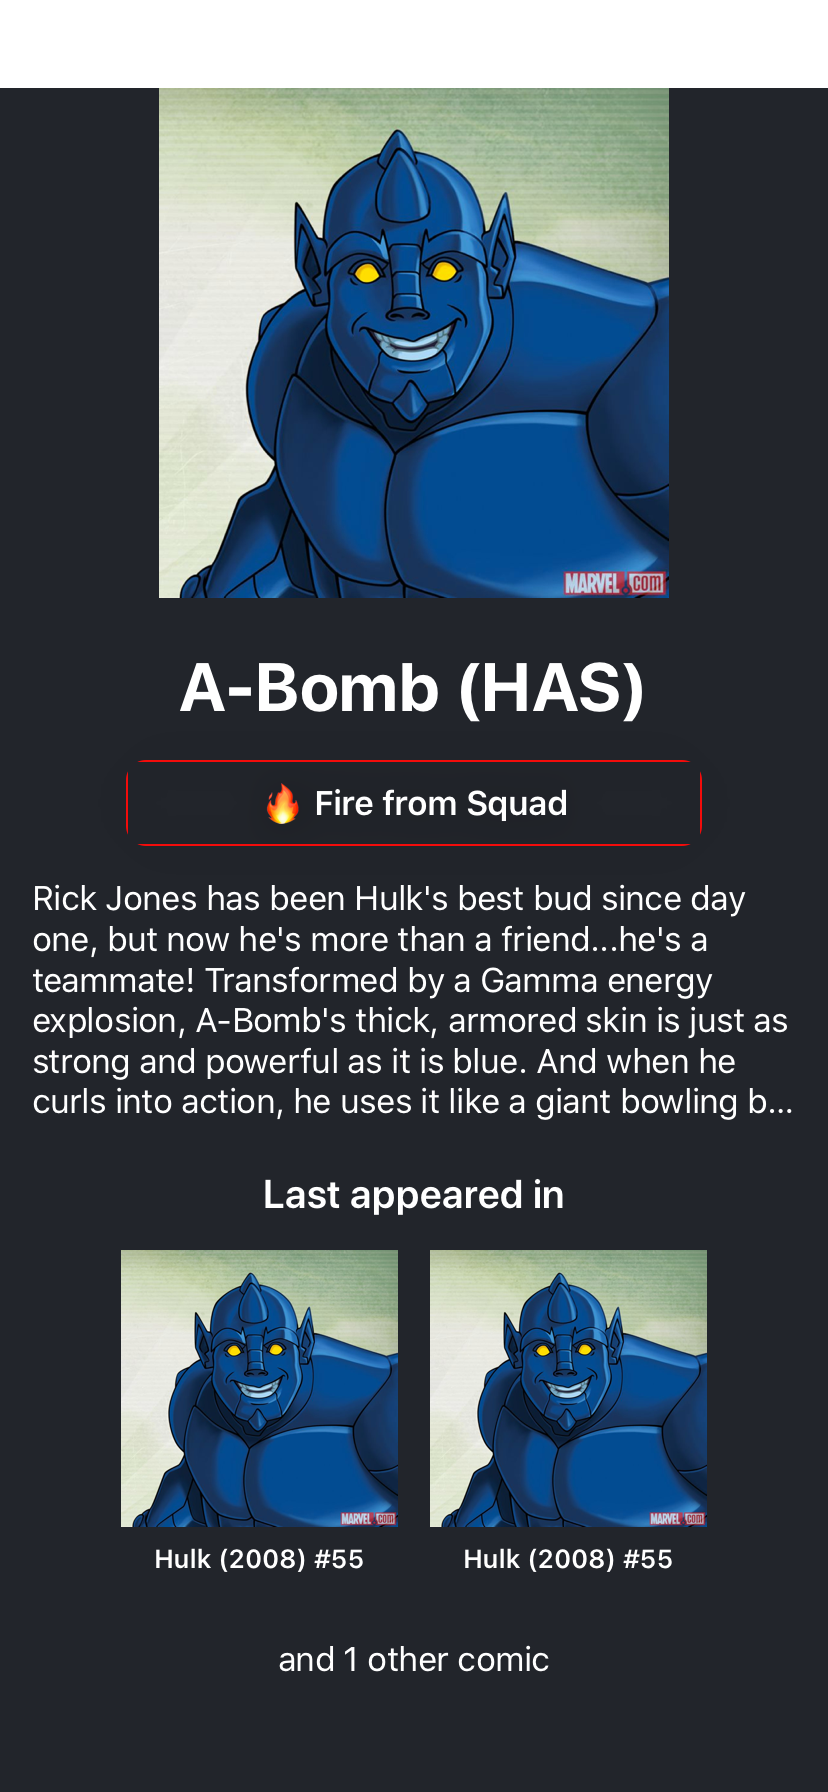 MARVEL.COM
A-Bomb (HAS)
🔥 Fire from Squad
Rick Jones has been Hulk's best bud since day
one, but now he's more than a friend...he's a
teammate! Transformed by a Gamma energy
explosion, A-Bomb's thick, armored skin is just as
strong and powerful as it is blue. And when he
curls into action, he uses it like a giant bowling b...
Last appeared in
MARVEL.COM MARVEL.COM
Hulk (2008) #55 Hulk (2008) #55
and 1 other comic